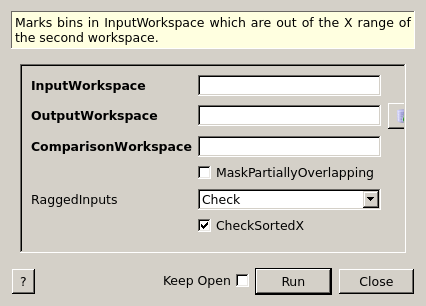 Marks bins in InputWorkspace which are out of the X range of
the second workspace.
InputWorkspace
OutputWorkspace
ComparisonWorkspace
MaskPartiallyOverlapping
RaggedInputs Check
CheckSortedX
? Keep Open Run Close